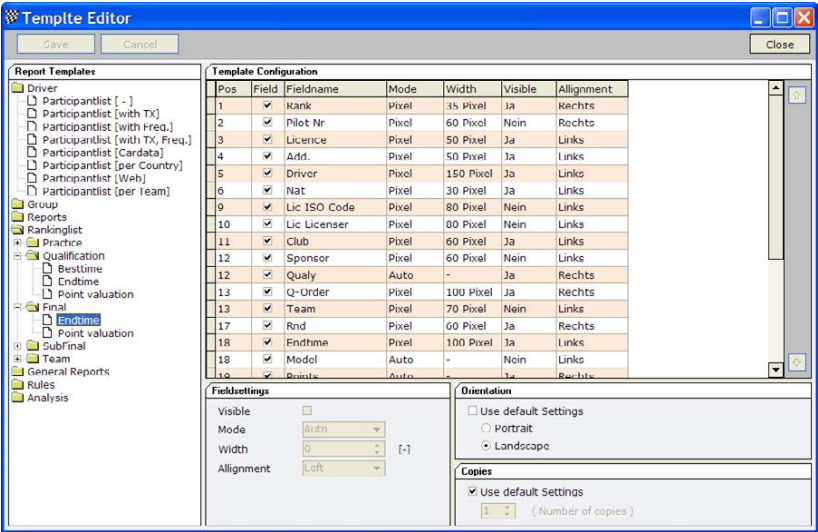 Templte Editor
Save Cancel Close
Report Templates
Driver
Participantlist [ - ]
Participantlist [with TX]
Participantlist [with Freq.]
Participantlist [with TX, Freq.]
Participantlist [Cardata]
Participantlist [per Country]
Participantlist [Web]
Participantlist [per Team]
Group
Reports
Rankinglist
Practice
Qualification
Besttime
Endtime
Point valuation
Final
Endtime
Point valuation
SubFinal
Team
General Reports
Rules
Analysis
Template Configuration
Pos Field Fieldname Mode Width Visible Allignment
1 Rank Pixel 35 Pixel Ja Rechts
2 Pilot Nr Pixel 60 Pixel Nein Rechts
3 Licence Pixel 50 Pixel Ja Links
4 Add. Pixel 50 Pixel Ja Links
5 Driver Pixel 150 Pixel Ja Links
6 Nat Pixel 30 Pixel Ja Links
9 Lic ISO Code Pixel 80 Pixel Nein Links
10 Lic Licenser Pixel 80 Pixel Nein Links
11 Club Pixel 60 Pixel Ja Links
12 Sponsor Pixel 60 Pixel Nein Links
12 Qualy Auto - Ja Rechts
13 Q-Order Pixel 100 Pixel Ja Rechts
13 Team Pixel 70 Pixel Nein Links
17 Rnd Pixel 60 Pixel Ja Rechts
18 Endtime Pixel 100 Pixel Ja Links
18 Model Auto - Nein Links
19 Points Auto - Ja Rechts
Fieldsettings
Visible
Mode Auto
Width 0 [-]
Allignment Left
Orientation
Use default Settings
Portrait
Landscape
Copies
Use default Settings
1 ( Number of copies )